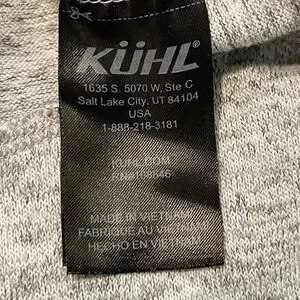 KÜHL®
1635 S. 5070 W, Ste C
Salt Lake City, UT 84104
USA
1-888-218-3181
KUHL.COM
MADE IN VIETNAM
FABRIQUÉ AU VIETNAM
HECHO EN VIETNAM